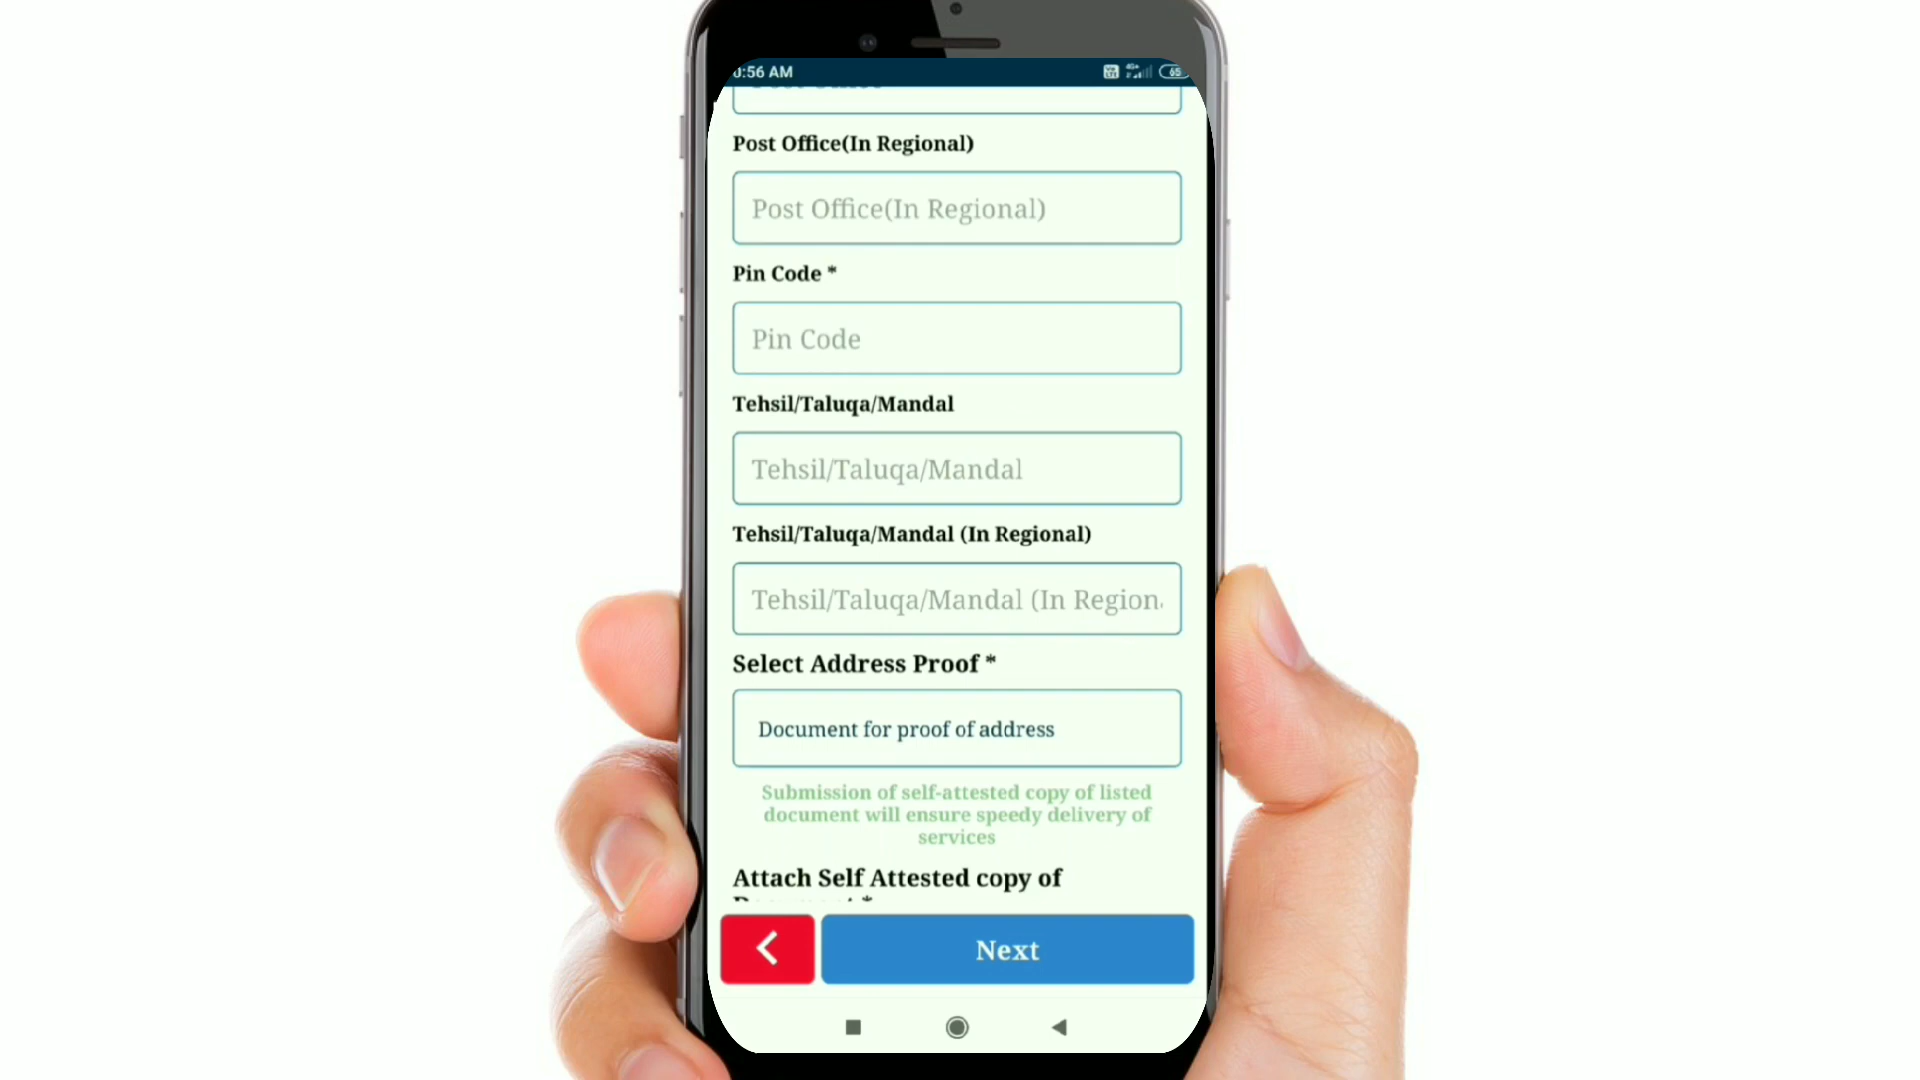 :56 AM
65
Post Office(In Regional)
Post Office(In Regional)
Pin Code *
Pin Code
Tehsil/Taluqa/Mandal
Tehsil/Taluqa/Mandal
Tehsil/Taluqa/Mandal (In Regional)
Tehsil/Taluqa/Mandal (In Region
Select Address Proof *
Document for proof of address
Submission of self-attested copy of listed
document will ensure speedy delivery of
services
Attach Self Attested copy of
Next